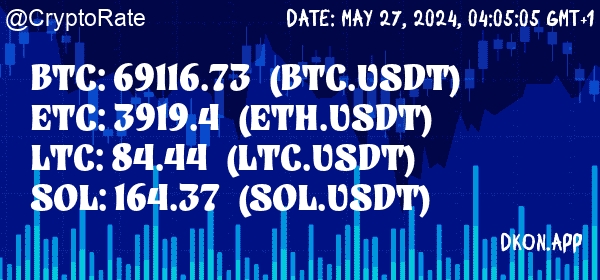 @CryptoRate
DATE: MAY 27, 2024, 04:05:05 GMT+1
BTC: 69116.73 (BTC.USDT)
ETC: 3919.4 (ETH.USDT)
LTC: 84.44 (LTC.USDT)
SOL: 164.37 (SOL.USDT)
DKON.APP